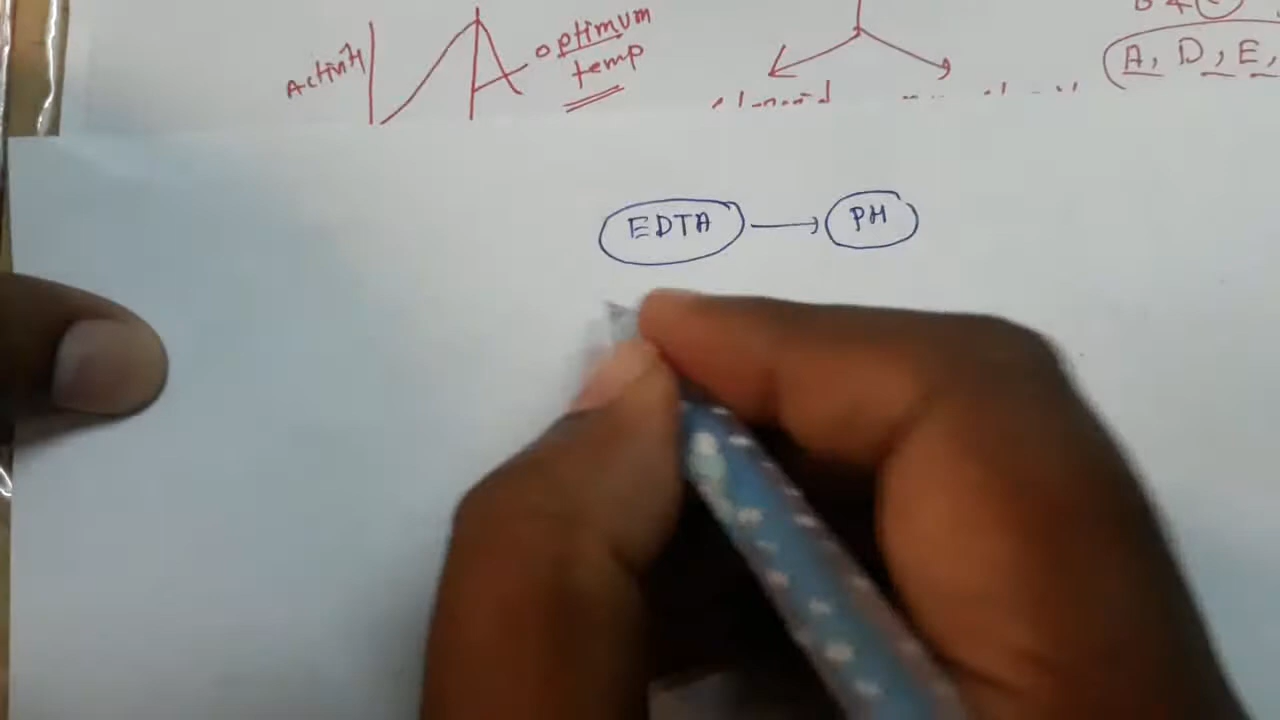 Activity
optimum
temp
A, D, E,
EDTA → PH